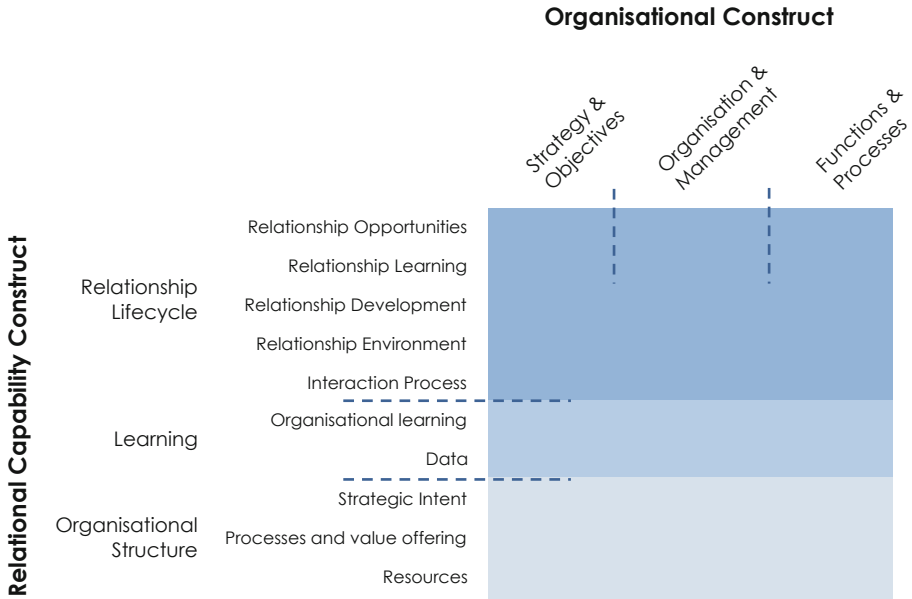 Organisational Construct
Strategy &
Objectives
Organisation &
Management
Functions &
Processes
Relational Capability Construct
Relationship
Lifecycle
Relationship Opportunities
Relationship Learning
Relationship Development
Relationship Environment
Interaction Process
Learning
Organisational learning
Data
Organisational
Structure
Strategic Intent
Processes and value offering
Resources